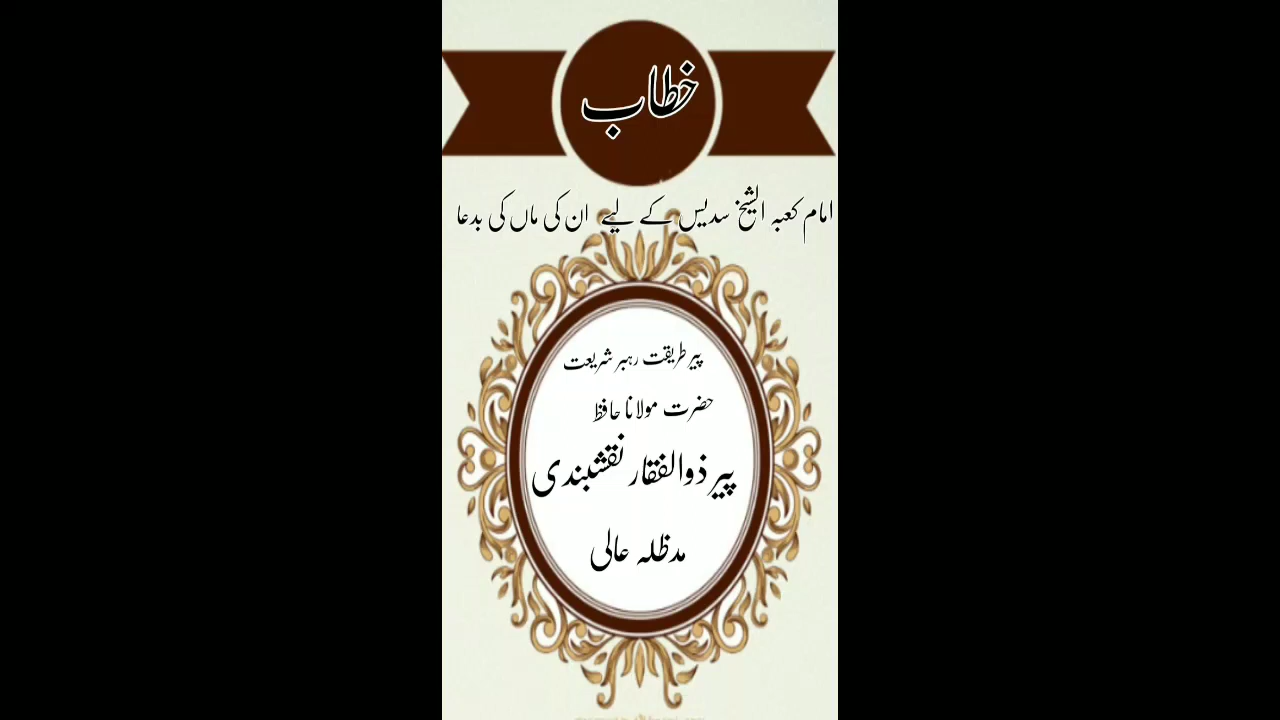 خطاب
امام کعبہ الشیخ سدیس کے لیے ان کی ماں کی بدعا
پیر طریقت رہبر شریعت
حضرت مولانا حافظ
پیر ذوالفقار نقشبندی
مدظلہ عالی